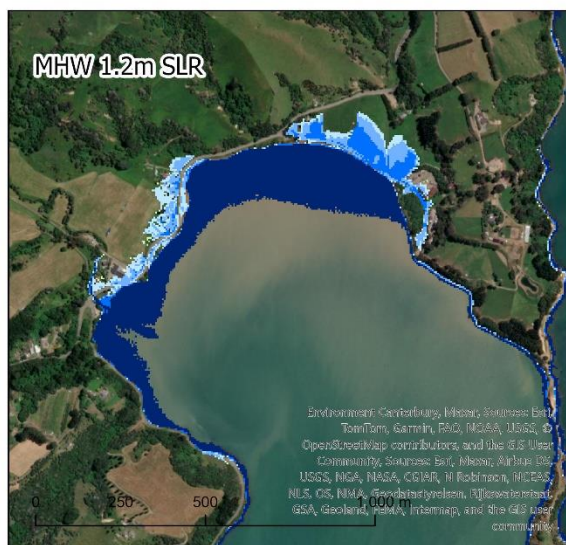 MHW 1.2m SLR
Environment Canterbury, Maxar, Sources: Esri,
TomTom, Garmin, FAO, NOAA, USGS, ©
OpenStreetMap contributors, and the GIS User
Community, Sources: Esri, Maxar, Airbus DS,
USGS, NGA, NASA, CGIAR, N Robinson, NCEAS,
NLS, OS, NMA, Geodatastyrelsen, Rijkswaterstaat,
GSA, Geoland, FEMA, Intermap, and the GIS user
community
0 250 500 1,000 m